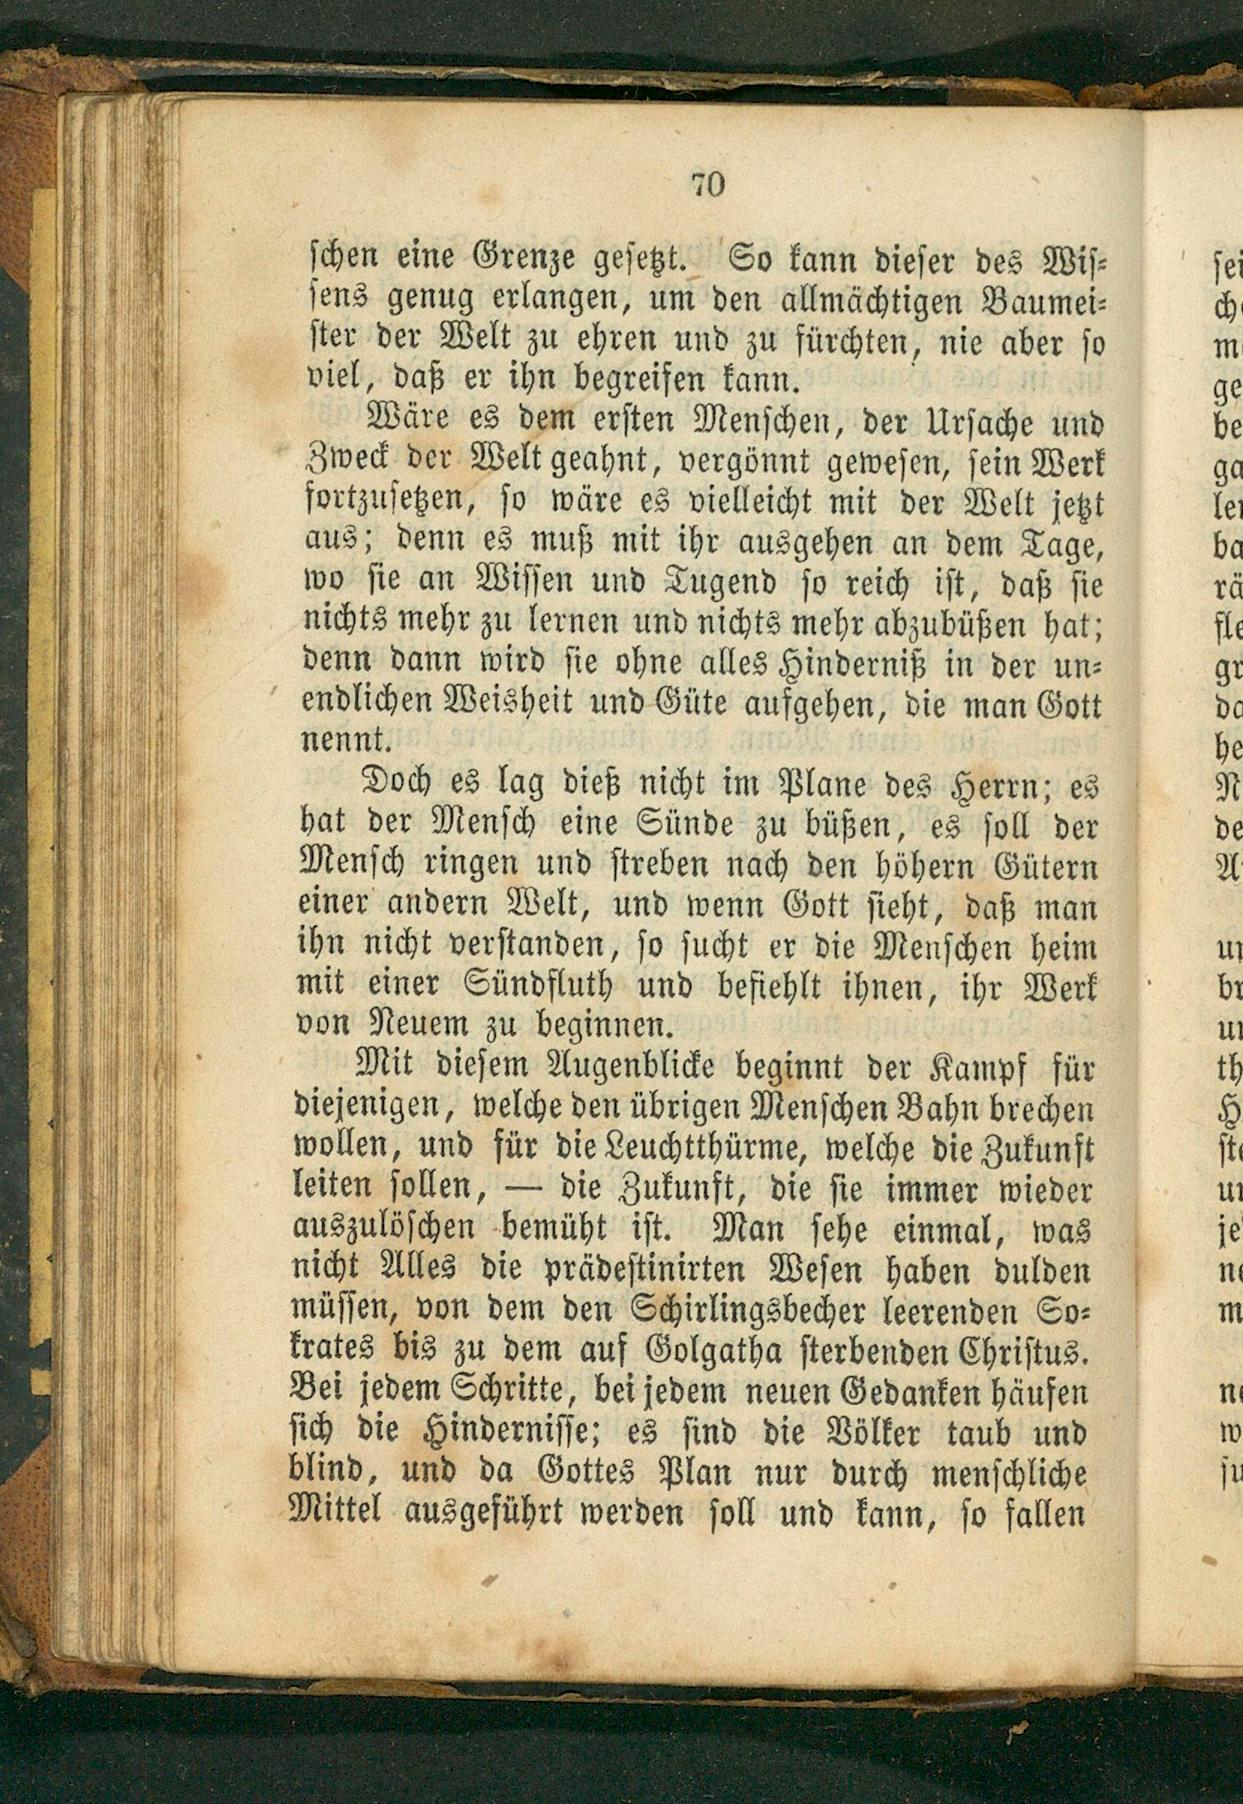 70
schen eine Grenze gesetzt. So kann dieser des Wis-
sens genug erlangen, um den allmächtigen Baumei-
ster der Welt zu ehren und zu fürchten, nie aber so
viel, daß er ihn begreifen kann.
Wäre es dem ersten Menschen, der Ursache und
Zweck der Welt geahnt, vergönnt gewesen, sein Werk
fortzusetzen, so wäre es vielleicht mit der Welt jetzt
aus; denn es muß mit ihr ausgehen an dem Tage,
wo sie an Wissen und Tugend so reich ist, daß sie
nichts mehr zu lernen und nichts mehr abzubüßen hat;
denn dann wird sie ohne alles Hinderniß in der un-
endlichen Weisheit und Güte aufgehen, die man Gott
nennt.
Doch es lag dieß nicht im Plane des Herrn; es
hat der Mensch eine Sünde zu büßen, es soll der
Mensch ringen und streben nach den höhern Gütern
einer andern Welt, und wenn Gott sieht, daß man
ihn nicht verstanden, so sucht er die Menschen heim
mit einer Sündfluth und befiehlt ihnen, ihr Werk
von Neuem zu beginnen.
Mit diesem Augenblicke beginnt der Kampf für
diejenigen, welche den übrigen Menschen Bahn brechen
wollen, und für die Leuchtthürme, welche die Zukunft
leiten sollen, — die Zukunft, die sie immer wieder
auszulöschen bemüht ist. Man sehe einmal, was
nicht Alles die prädestinirten Wesen haben dulden
müssen, von dem den Schirlingsbecher leerenden So-
krates bis zu dem auf Golgatha sterbenden Christus.
Bei jedem Schritte, bei jedem neuen Gedanken häufen
sich die Hindernisse; es sind die Völker taub und
blind, und da Gottes Plan nur durch menschliche
Mittel ausgeführt werden soll und kann, so fallen